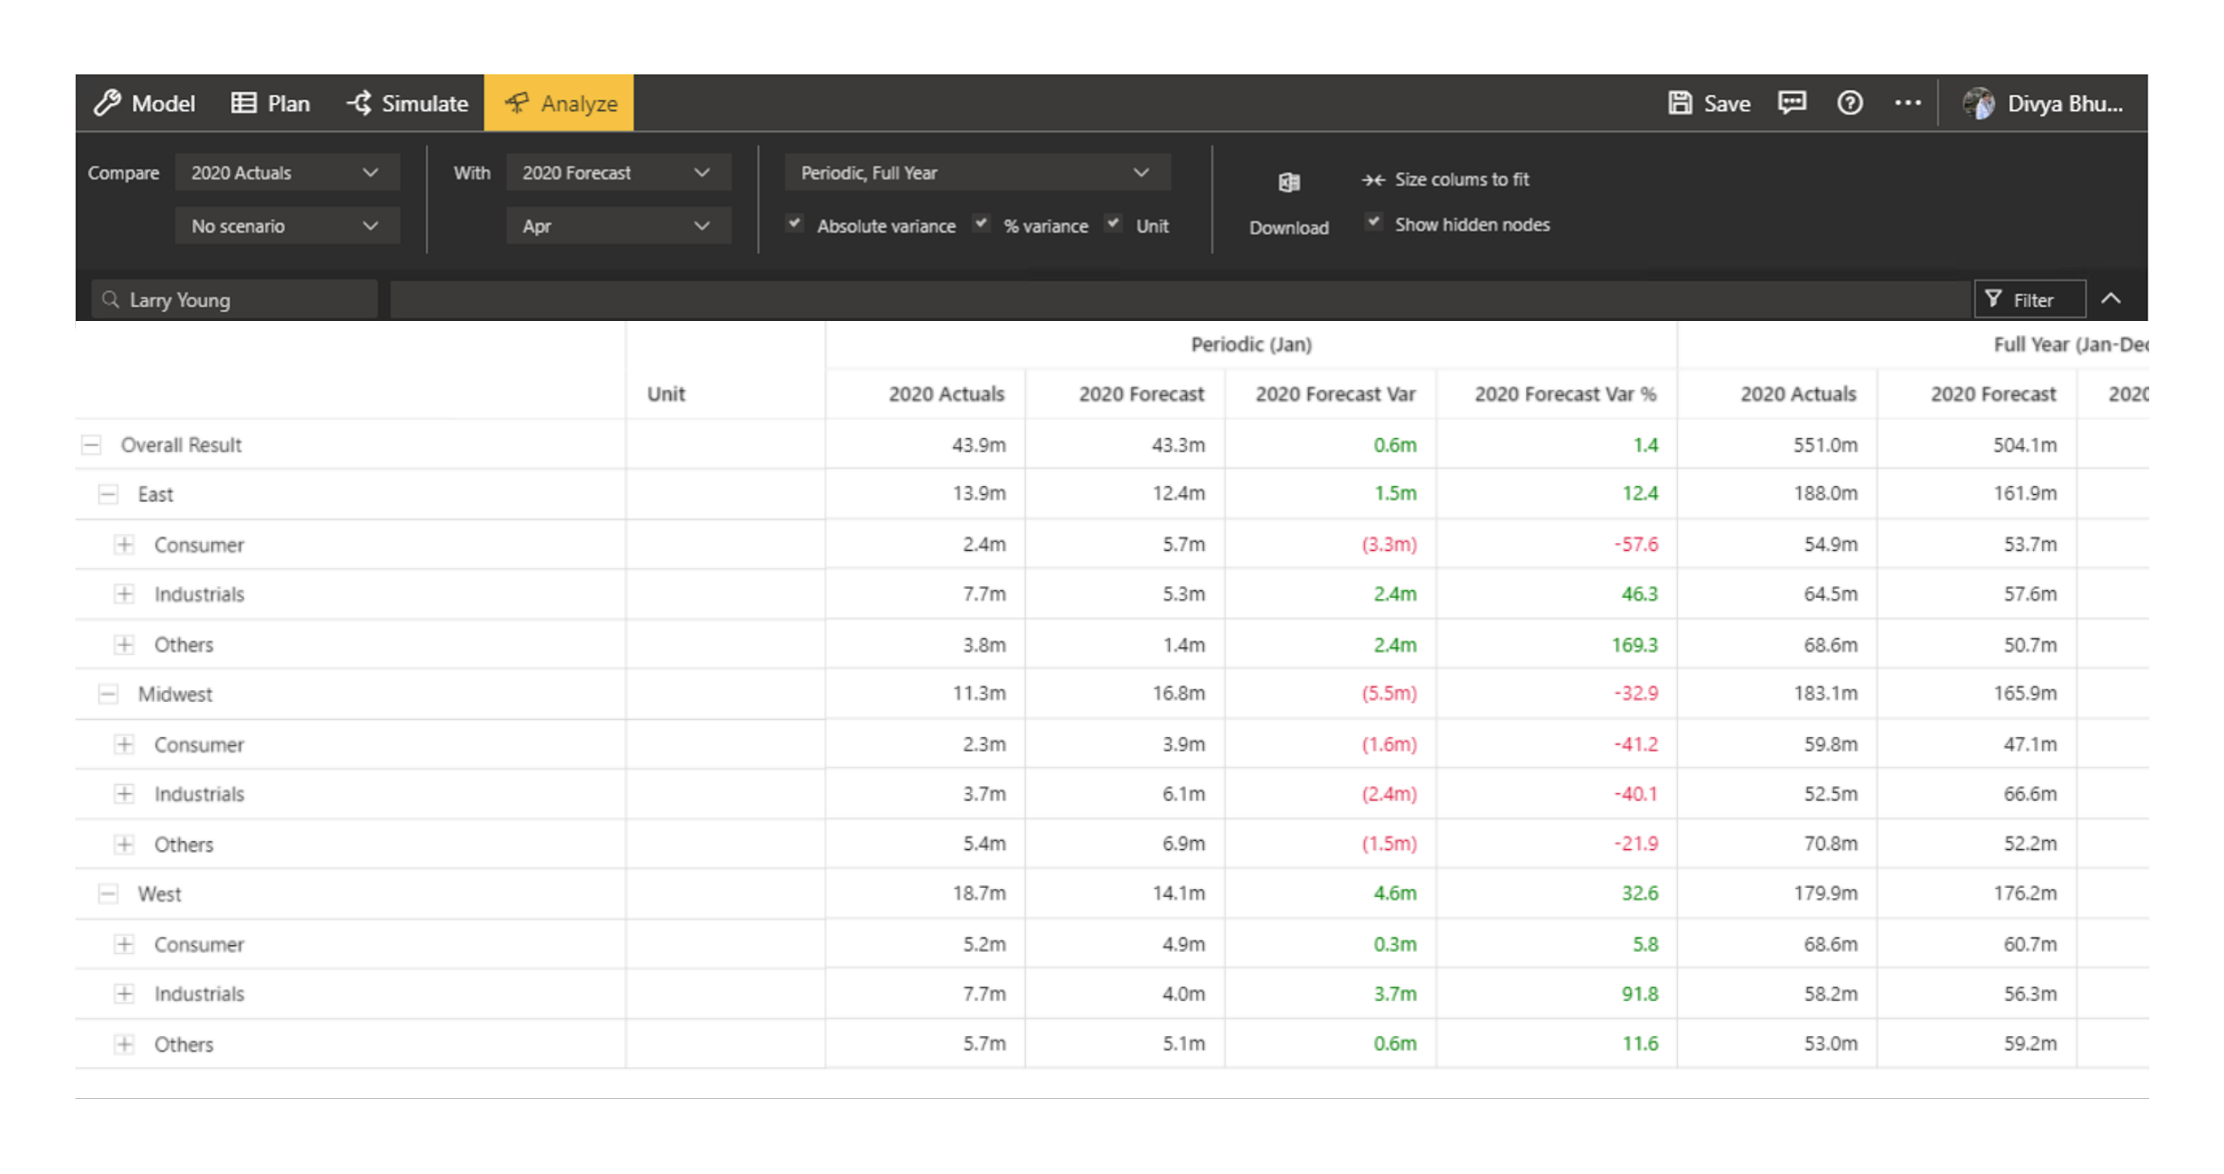 Model Plan Simulate Analyze Save Divya Bhu...
Compare 2020 Actuals With 2020 Forecast Periodic, Full Year Size colums to fit
No scenario Apr Absolute variance % variance Unit Download Show hidden nodes
Larry Young Filter
Periodic (Jan) Full Year (Jan-Dec
Unit 2020 Actuals 2020 Forecast 2020 Forecast Var 2020 Forecast Var % 2020 Actuals 2020 Forecast 2020
Overall Result 43.9m 43.3m 0.6m 1.4 551.0m 504.1m
East 13.9m 12.4m 1.5m 12.4 188.0m 161.9m
Consumer 2.4m 5.7m (3.3m) -57.6 54.9m 53.7m
Industrials 7.7m 5.3m 2.4m 46.3 64.5m 57.6m
Others 3.8m 1.4m 2.4m 169.3 68.6m 50.7m
Midwest 11.3m 16.8m (5.5m) -32.9 183.1m 165.9m
Consumer 2.3m 3.9m (1.6m) -41.2 59.8m 47.1m
Industrials 3.7m 6.1m (2.4m) -40.1 52.5m 66.6m
Others 5.4m 6.9m (1.5m) -21.9 70.8m 52.2m
West 18.7m 14.1m 4.6m 32.6 179.9m 176.2m
Consumer 5.2m 4.9m 0.3m 5.8 68.6m 60.7m
Industrials 7.7m 4.0m 3.7m 91.8 58.2m 56.3m
Others 5.7m 5.1m 0.6m 11.6 53.0m 59.2m